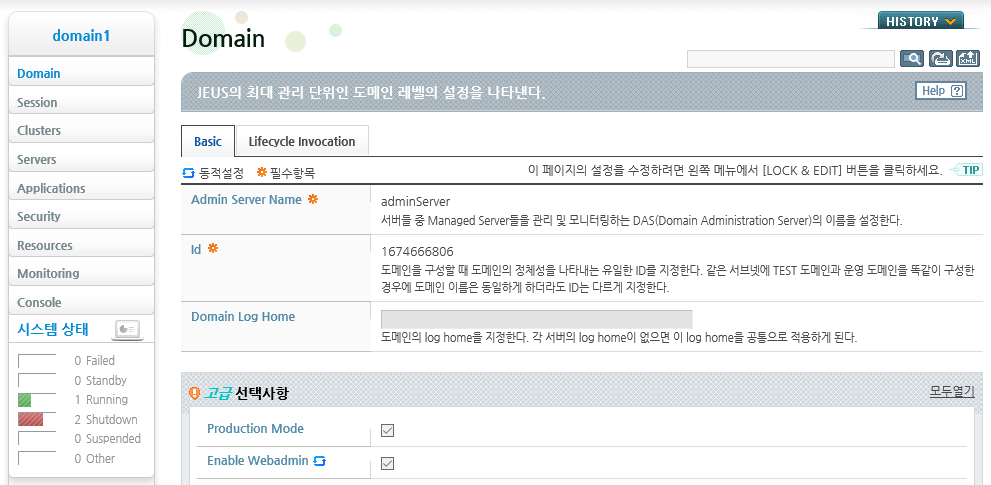 domain1
Domain
Session
Clusters
Servers
Applications
Security
Resources
Monitoring
Console
시스템 상태
0 Failed
0 Standby
1 Running
2 Shutdown
0 Suspended
0 Other
HISTORY
Domain
XML
JEUS의 최대 관리 단위인 도메인 레벨의 설정을 나타낸다.
Help ?
Basic
Lifecycle Invocation
동적설정 필수항목
이 페이지의 설정을 수정하려면 왼쪽 메뉴에서 [LOCK & EDIT] 버튼을 클릭하세요. TIP
Admin Server Name
adminServer
서버들 중 Managed Server들을 관리 및 모니터링하는 DAS(Domain Administration Server)의 이름을 설정한다.
Id
1674666806
도메인을 구성할 때 도메인의 정체성을 나타내는 유일한 ID를 지정한다. 같은 서브넷에 TEST 도메인과 운영 도메인을 똑같이 구성한
경우에 도메인 이름은 동일하게 하더라도 ID는 다르게 지정한다.
Domain Log Home
도메인의 log home을 지정한다. 각 서버의 log home이 없으면 이 log home을 공통으로 적용하게 된다.
고급 선택사항
모두열기
Production Mode
Enable Webadmin